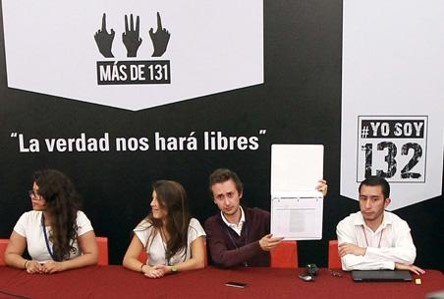 MÁS DE 131
“La verdad nos hará libres”
#YO SOY
132